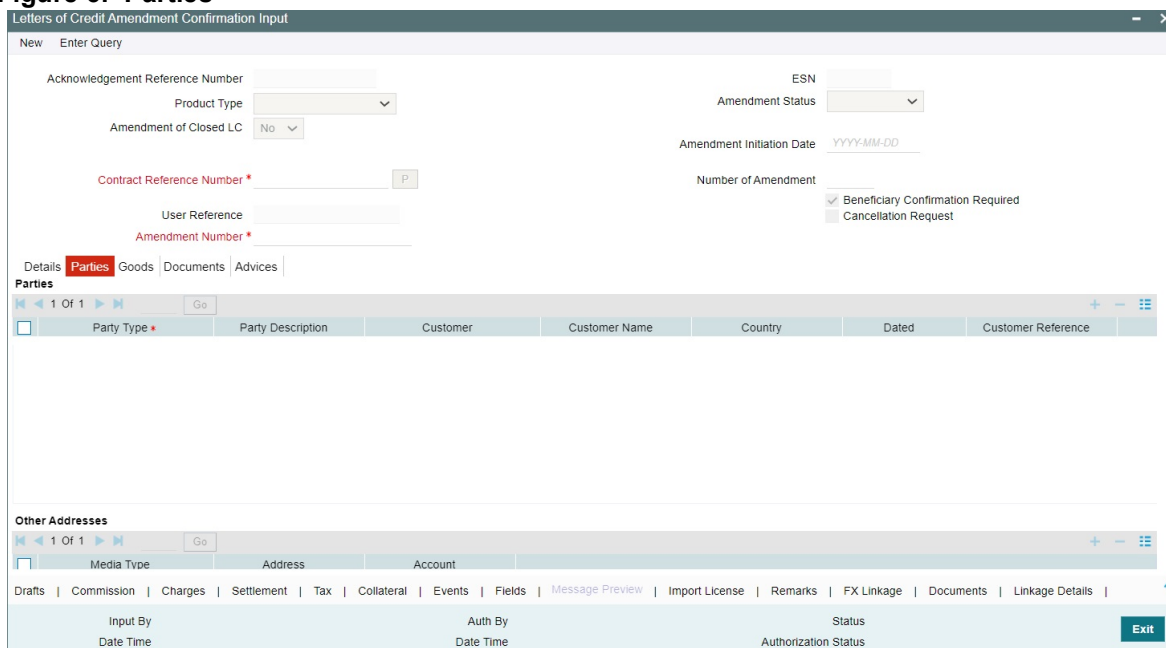 Letters of Credit Amendment Confirmation Input
New Enter Query
Acknowledgement Reference Number
ESN
Product Type
Amendment Status
Amendment of Closed LC No
Amendment Initiation Date YYYY-MM-DD
Contract Reference Number * P
Number of Amendment
Beneficiary Confirmation Required
User Reference
Cancellation Request
Amendment Number *
Details Parties Goods Documents Advices
Parties
1 Of 1 Go
Party Type * Party Description Customer Customer Name Country Dated Customer Reference
Other Addresses
1 Of 1 Go
Media Type Address Account
Drafts | Commission | Charges | Settlement | Tax | Collateral | Events | Fields | Message Preview | Import License | Remarks | FX Linkage | Documents | Linkage Details |
Input By Auth By Status
Date Time Date Time Authorization Status
Exit